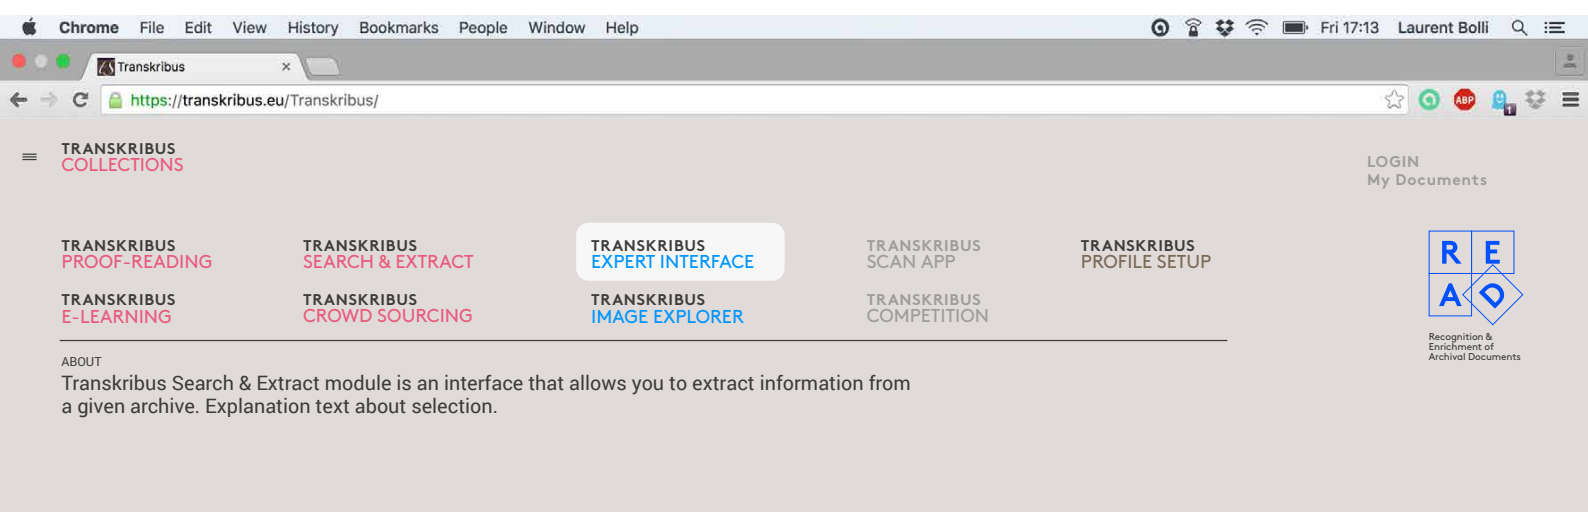 Chrome File Edit View History Bookmarks People Window Help Fri 17:13 Laurent Bolli
Transkribus
https://transkribus.eu/Transkribus/
ABP
1
TRANSKRIBUS
COLLECTIONS
LOGIN
My Documents
TRANSKRIBUS
PROOF-READING
TRANSKRIBUS
SEARCH & EXTRACT
TRANSKRIBUS
EXPERT INTERFACE
TRANSKRIBUS
SCAN APP
TRANSKRIBUS
PROFILE SETUP
TRANSKRIBUS
E-LEARNING
TRANSKRIBUS
CROWD SOURCING
TRANSKRIBUS
IMAGE EXPLORER
TRANSKRIBUS
COMPETITION
R E
A D
Recognition &
Enrichment of
Archival Documents
ABOUT
Transkribus Search & Extract module is an interface that allows you to extract information from
a given archive. Explanation text about selection.